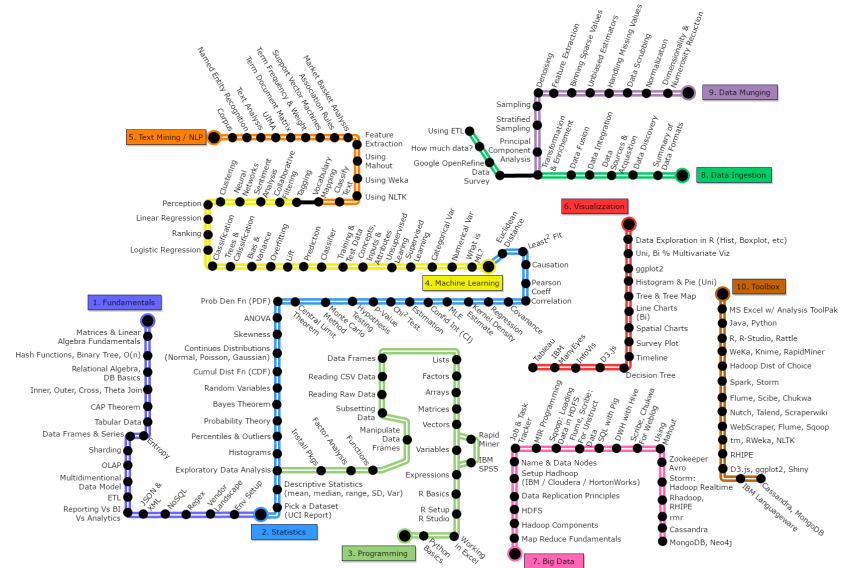 1. Fundamentals
Matrices & Linear
Algebra Fundamentals
Hash Functions, Binary Tree, O(n)
Relational Algebra,
DB Basics
Inner, Outer, Cross, Theta Join
CAP Theorem
Tabular Data
Data Frames & Series
Entropy
Sharding
OLAP
Multidimentional
Data Model
ETL
Reporting Vs BI
Vs Analytics
JSON &
XML
NoSQL
Regex
Vendor
Landscape
Env Setup
2. Statistics
Pick a Dataset
(UCI Report)
Descriptive Statistics
(mean, median, range, SD, Var)
Exploratory Data Analysis
Histograms
Percentiles & Outliers
Probability Theory
Bayes Theorem
Random Variables
Cumul Dist Fn (CDF)
Continuos Distributions
(Normal, Poisson, Gaussian)
Skewness
ANOVA
Prob Den Fn (PDF)
Central Limit
Theorem
Monte Carlo
Method
Hypothesis
Testing
p-Value
Chi² Test
Estimation
Confid Int (CI)
MLE
Kernel Density
Estimate
Regression
Covariance
Correlation
Pearson
Coeff
Causation
Least² Fit
Euclidean
Distance
3. Programming
Python
Basics
Working
in Excel
R Setup
R Studio
R Basics
Expressions
Variables
IBM
SPSS
Rapid
Miner
Vectors
Matrices
Arrays
Factors
Lists
Data Frames
Reading CSV Data
Reading Raw Data
Subsetting
Data
Manipulate
Data
Frames
Functions
Factor Analysis
Install Pkgs
4. Machine Learning
What is
ML?
Numerical Var
Categorical Var
Supervised
Learning
Unsupervised
Learing
Concepts,
Inputs &
Attributes
Training &
Test Data
Classifier
Prediction
Lift
Overfitting
Bias &
Variance
Trees &
Classification
Classification
Logistic Regression
Ranking
Linear Regression
Perception
Clustering
Neural
Networks
Sentiment
Analysis
Collaborative
Filtering
Tagging
Vocabulary
Mapping
Classify
Text
5. Text Mining / NLP
Corpus
Named Entity Recognition
Text Analysis
UIMA
Term Document Matrix
Term Frequency & Weight
Support Vector Machines
Association Rules
Market Basket Analysis
Feature
Extraction
Using
Mahout
Using Weka
Using NLTK
6. Visualizzation
Data Exploration in R (Hist, Boxplot, etc)
Uni, Bi % Multivariate Viz
ggplot2
Histogram & Pie (Uni)
Tree & Tree Map
Line Charts
(Bi)
Spatial Charts
Survey Plot
Timeline
Decision Tree
D3.js
InfoVis
ManyEyes
IBM
Tableau
7. Big Data
Map Reduce Fundamentals
Hadoop Components
HDFS
Data Replication Principles
Setup Hadhoop
(IBM / Cloudera / HortonWorks)
Name & Data Nodes
Job & Task
Tracker
M/R Programming
Sqoop: Loading
Data in HDFS
Flume, Scribe:
For Unstruct
Data
SQL with Pig
DWH with Hive
Scribe, Chukwa
For Weblog
Using
Mahout
Zookeeper
Avro
Storm:
Hadoop Realtime
Rhadoop,
RHIPE
rmr
Cassandra
MongoDB, Neo4j
8. Data Ingestion
Summary of
Data Formats
Data Discovery
Data
Sources &
Acquisition
Data Integration
Data Fusion
Transformation
& Enrichement
Data
Survey
Google OpenRefine
How much data?
Using ETL
9. Data Munging
Dimensionality &
Numerosity Recuction
Normalization
Data Scrubbing
Handling Missing Values
Unbiased Estimators
Binning Sparse Values
Feature Extraction
Denoising
Sampling
Stratified
Sampling
Principal
Component
Analysis
10. Toolbox
MS Excel w/ Analysis ToolPak
Java, Python
R, R-Studio, Rattle
WeKa, Knime, RapidMiner
Hadoop Dist of Choice
Spark, Storm
Flume, Scibe, Chukwa
Nutch, Talend, Scraperwiki
WebScraper, Flume, Sqoop
tm, RWeka, NLTK
RHIPE
D3.js, ggplot2, Shiny
IBM Languageware
Cassandra, MongoDB